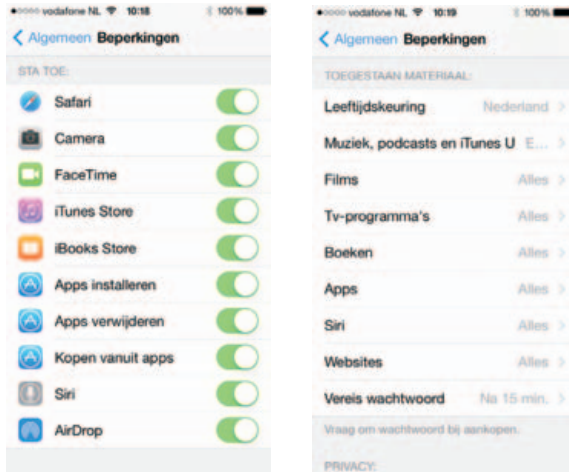 vodafone NL 10:18 100%
Algemeen Beperkingen
STA TOE:
Safari
Camera
FaceTime
iTunes Store
iBooks Store
Apps installeren
Apps verwijderen
Kopen vanuit apps
Siri
AirDrop
vodafone NL 10:19 100%
Algemeen Beperkingen
TOEGESTAAN MATERIAAL:
Leeftijdskeuring Nederland
Muziek, podcasts en iTunes U E...
Films Alles
Tv-programma's Alles
Boeken Alles
Apps Alles
Siri Alles
Websites Alles
Vereis wachtwoord Na 15 min.
Vraag om wachtwoord bij aankopen.
PRIVACY: